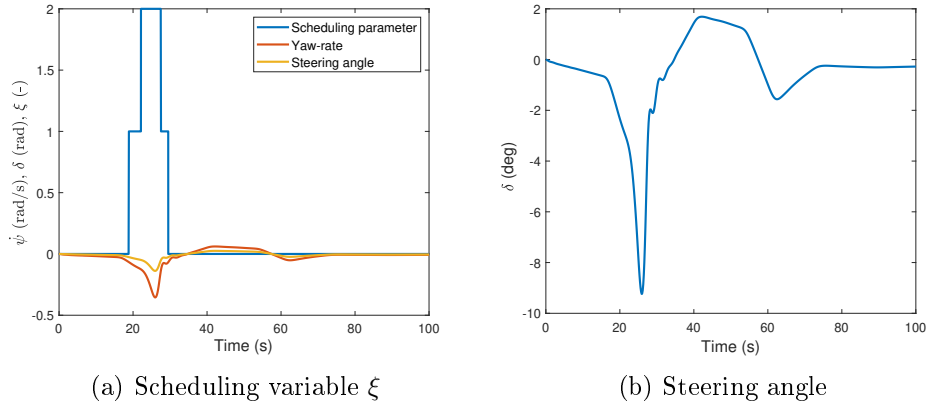 2
1.5
1
0.5
0
-0.5
0 20 40 60 80 100
Time (s)
ψ̇ (rad/s), δ (rad), ξ (-)
Scheduling parameter
Yaw-rate
Steering angle
(a) Scheduling variable ξ
2
0
-2
-4
-6
-8
-10
0 20 40 60 80 100
Time (s)
δ (deg)
(b) Steering angle